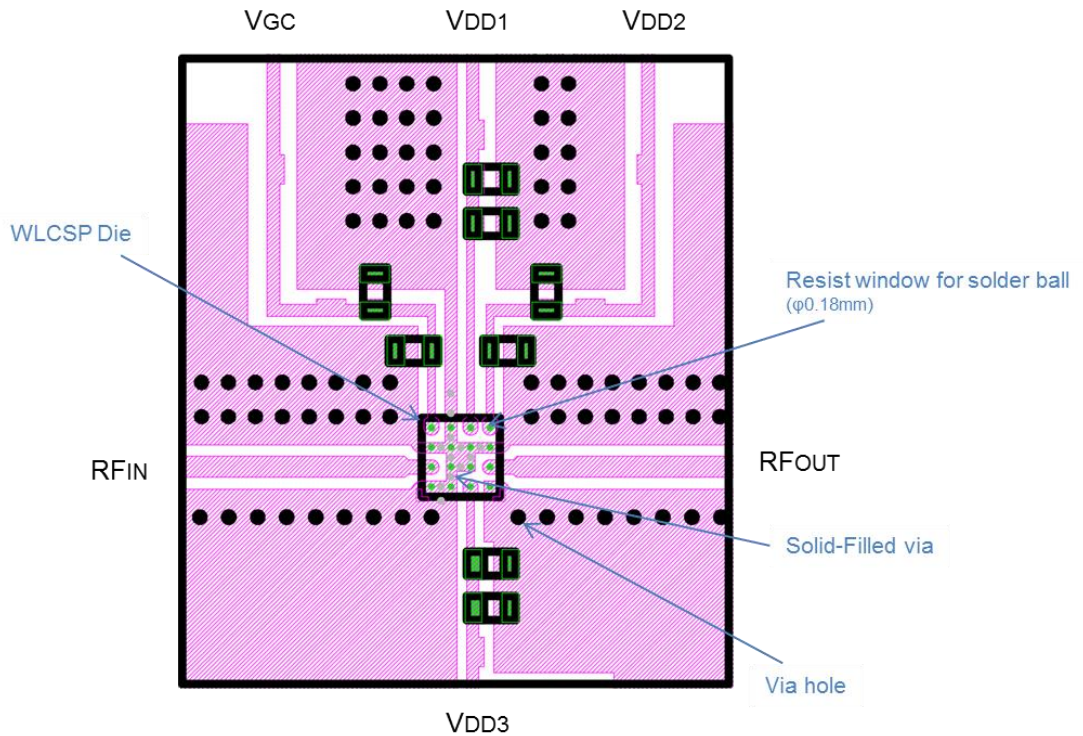 VGC VDD1 VDD2
WLCSP Die
Resist window for solder ball
(φ0.18mm)
RFIN
RFOUT
Solid-Filled via
Via hole
VDD3